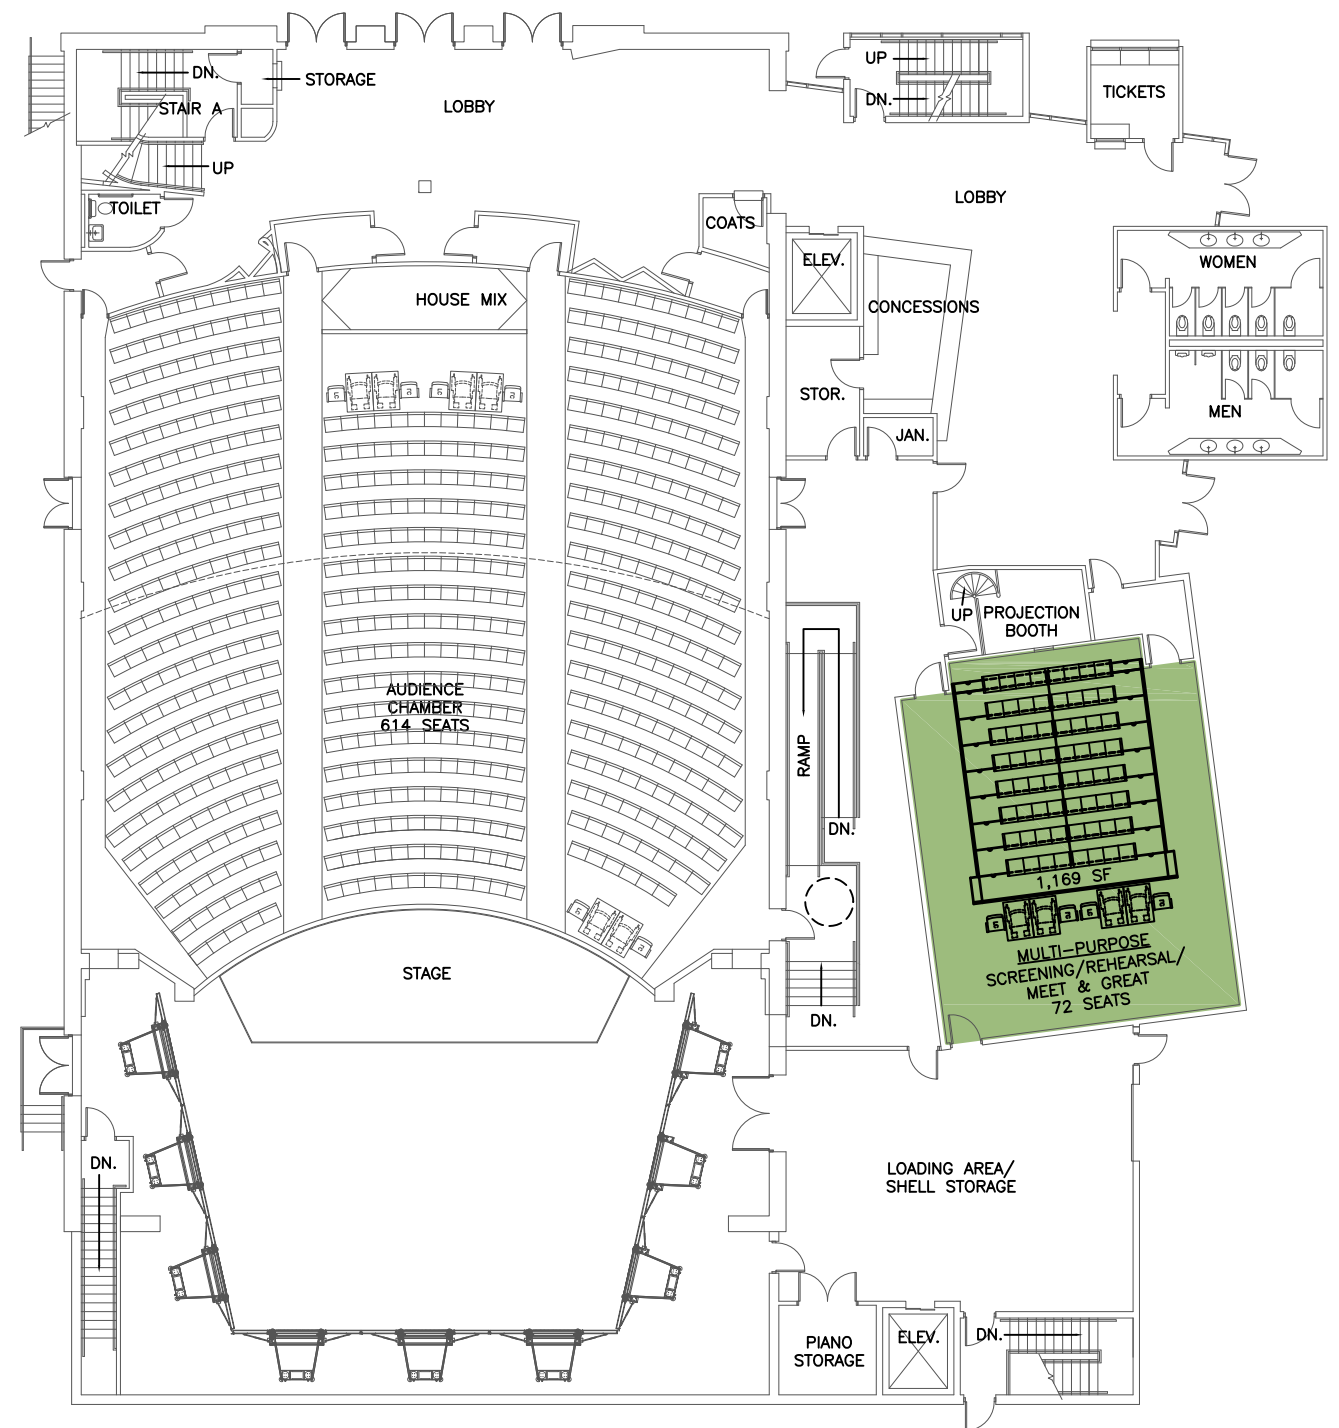 DN.
STORAGE
STAIR A
UP
LOBBY
UP
DN.
TICKETS
LOBBY
TOILET
COATS
ELEV.
WOMEN
HOUSE MIX
CONCESSIONS
STOR.
MEN
JAN.
UP
PROJECTION
BOOTH
AUDIENCE
CHAMBER
614 SEATS
RAMP
DN.
1,169 SF
MULTI-PURPOSE
SCREENING/REHEARSAL/
MEET & GREAT
72 SEATS
STAGE
DN.
DN.
LOADING AREA/
SHELL STORAGE
PIANO
STORAGE
ELEV.
DN.